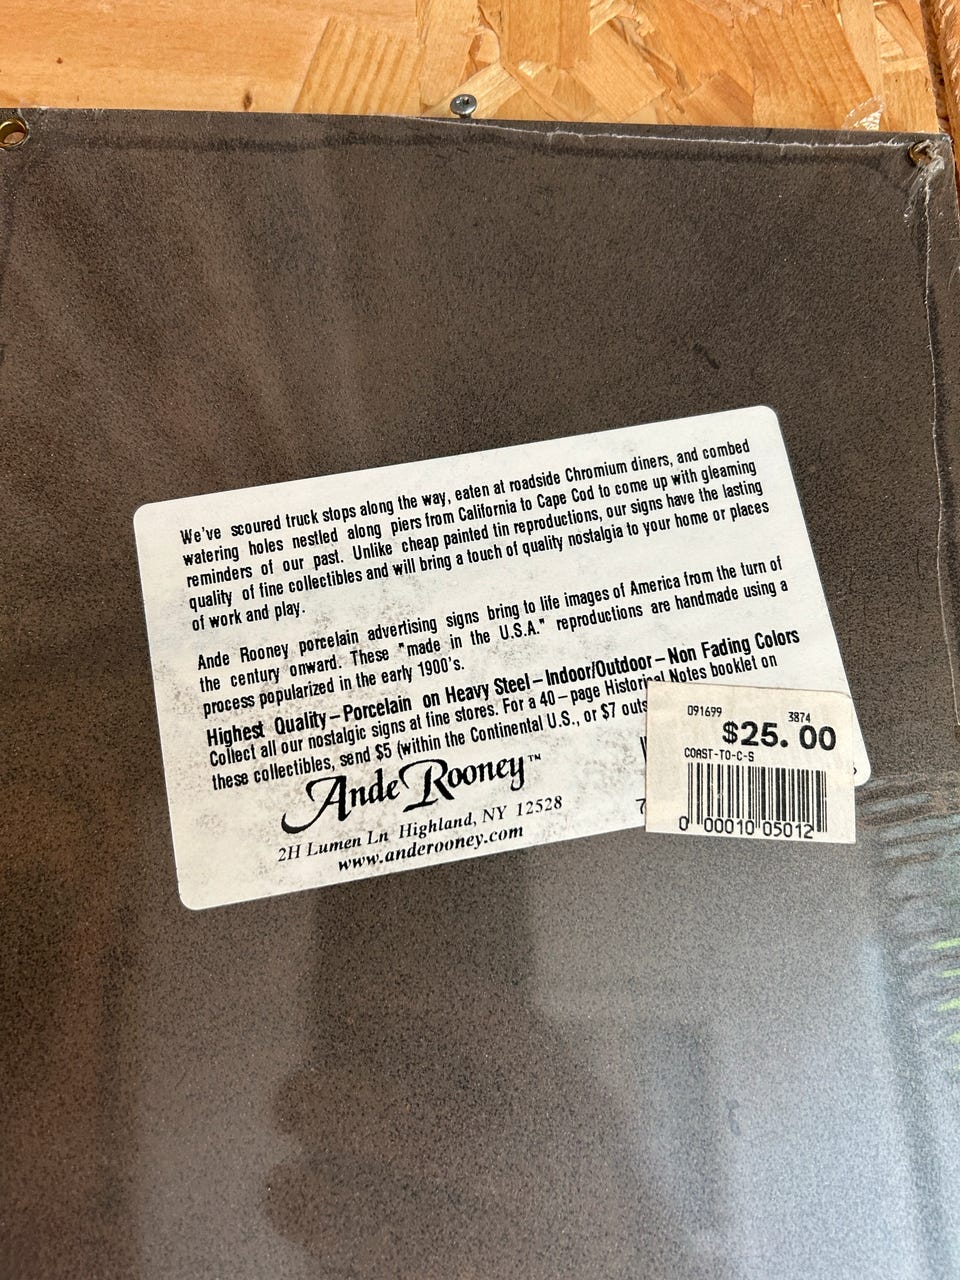 We've scoured truck stops along the way, eaten at roadside Chromium diners, and combed
watering holes nestled along piers from California to Cape Cod to come up with gleaming
reminders of our past. Unlike cheap painted tin reproductions, our signs have the lasting
quality of fine collectibles and will bring a touch of quality nostalgia to your home or places
of work and play.
Ande Rooney porcelain advertising signs bring to life images of America from the turn of
the century onward. These "made in the U.S.A." reproductions are handmade using a
process popularized in the early 1900's.
Highest Quality – Porcelain on Heavy Steel – Indoor/Outdoor – Non Fading Colors
Collect all our nostalgic signs at fine stores. For a 40 – page Historical Notes booklet on
these collectibles, send $5 (within the Continental U.S., or $7
Ande Rooney™
2H Lumen Ln Highland, NY 12528
www.anderooney.com
091699 3874
$25.00
COAST-TO-C-S
0 00010 05012